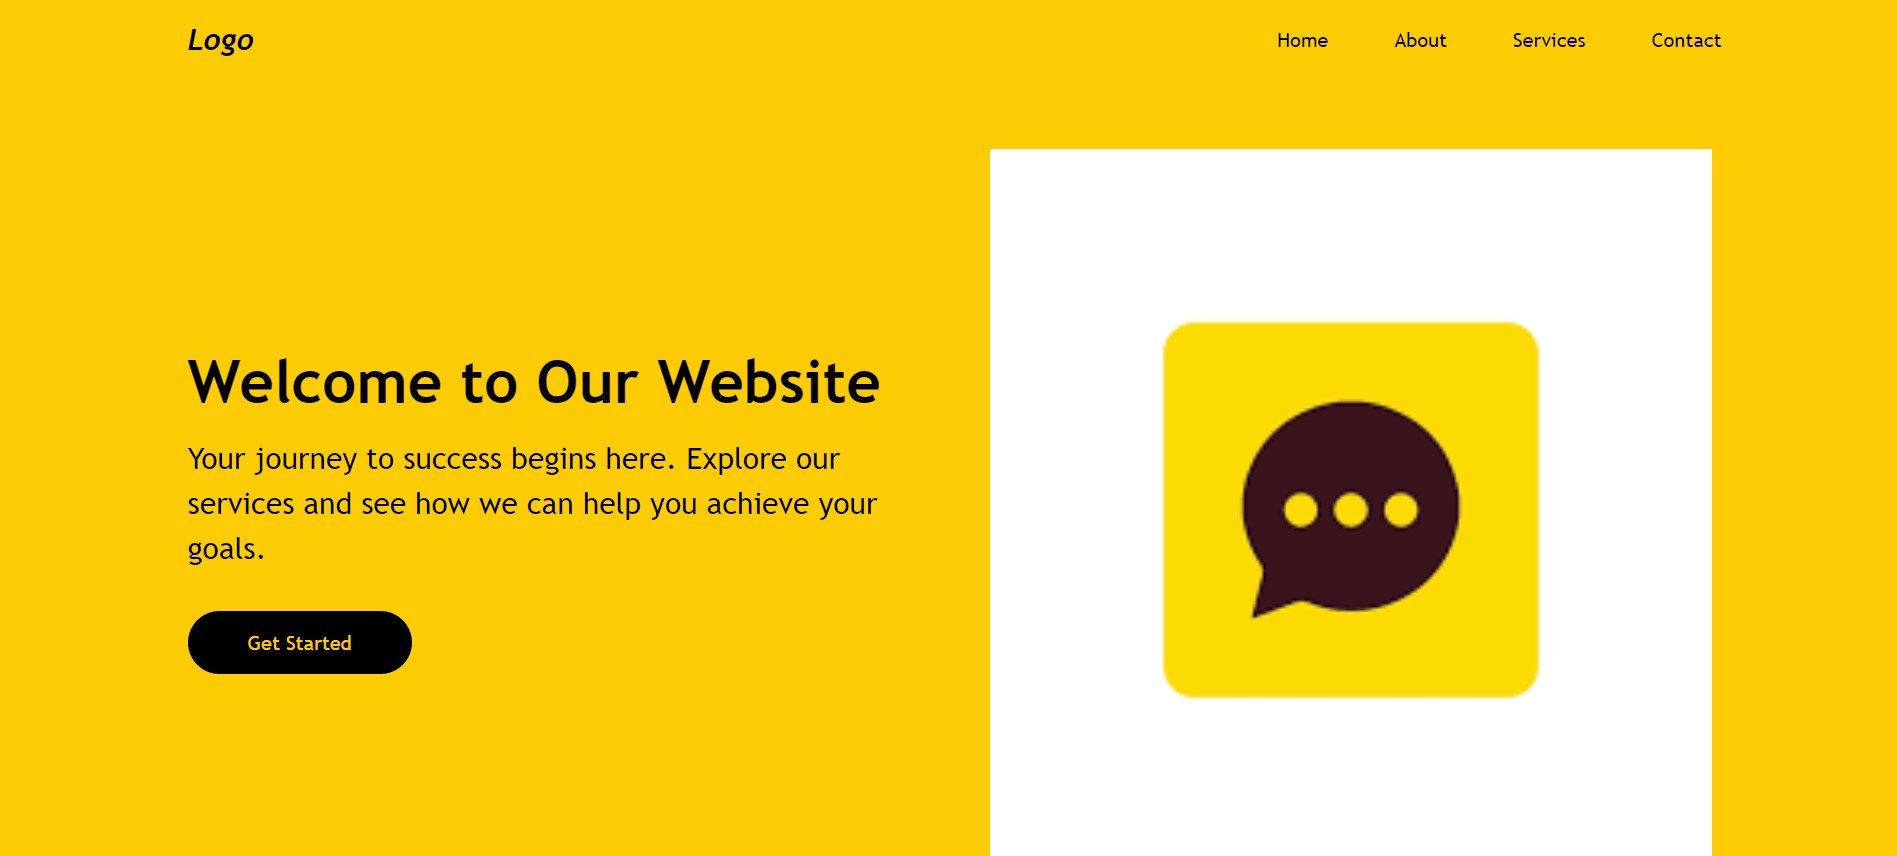 Logo
Home
About
Services
Contact
Welcome to Our Website
Your journey to success begins here. Explore our
services and see how we can help you achieve your
goals.
Get Started